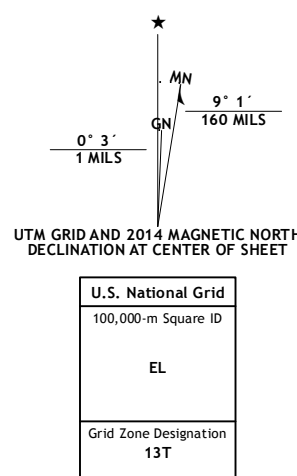 ★
MN
9° 1´
160 MILS
GN
0° 3´
1 MILS
UTM GRID AND 2014 MAGNETIC NORTH
DECLINATION AT CENTER OF SHEET
U.S. National Grid
100,000-m Square ID
EL
Grid Zone Designation
13T